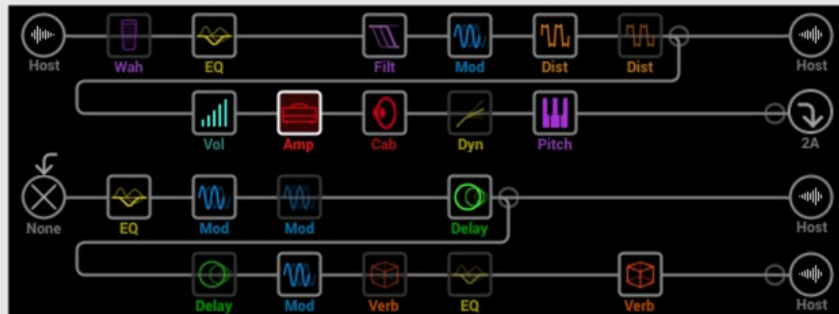 Host Wah EQ Filt Mod Dist Dist Host
Vol Amp Cab Dyn Pitch 2A
None EQ Mod Mod Delay Host
Delay Mod Verb EQ Verb Host